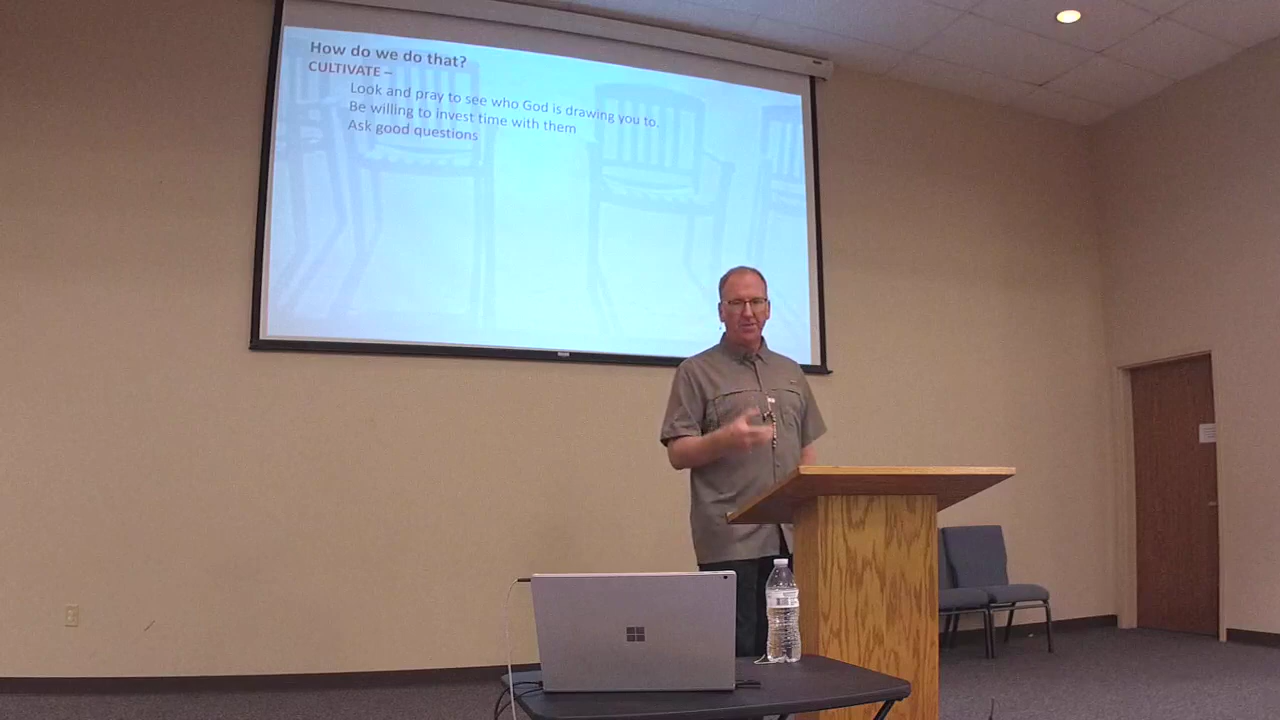 How do we do that?
CULTIVATE –
Look and pray to see who God is drawing you to.
Be willing to invest time with them
Ask good questions